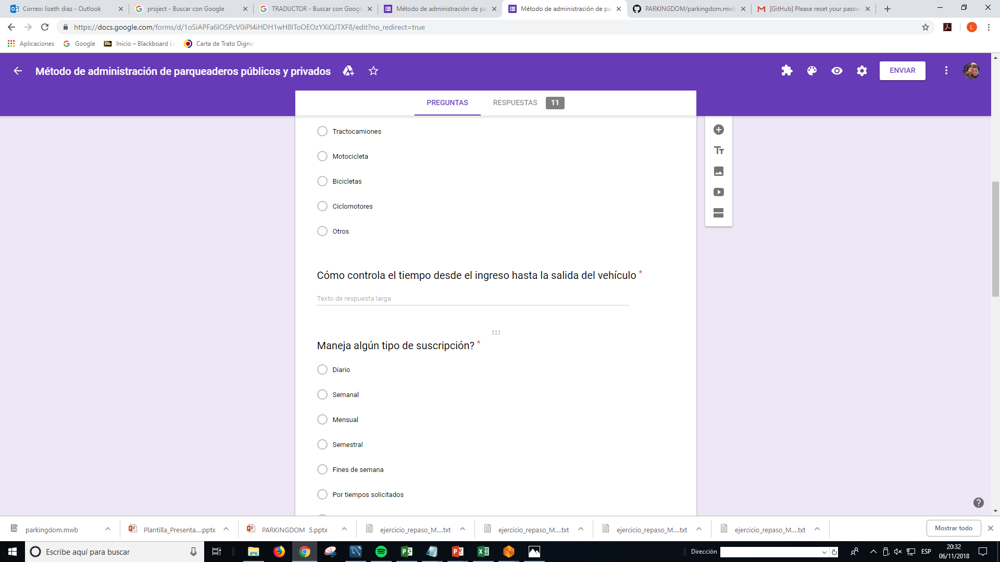 Correo: lizeth diaz - Outlook
project - Buscar con Google
TRADUCTOR - Buscar con Googl
Método de administración de pa
Método de administración de pa
PARKINGDOM/parkingdom.mwb
[GitHub] Please reset your passw
https://docs.google.com/forms/d/1oSiAPFa6IOSPcV0iPl4iHDH1wH8IToOEOzYXiQJTXF8/edit?no_redirect=true
L
Aplicaciones
Google
Bb Inicio – Blackboard Le
Carta de Trato Digno
Método de administración de parqueaderos públicos y privados
ENVIAR
PREGUNTAS
RESPUESTAS 11
Tractocamiones
Motocicleta
Bicicletas
Ciclomotores
Otros
Cómo controla el tiempo desde el ingreso hasta la salida del vehículo *
Texto de respuesta larga
Maneja algún tipo de suscripción? *
Diario
Semanal
Mensual
Semestral
Fines de semana
Por tiempos solicitados
parkingdom.mwb
Plantilla_Presenta....pptx
PARKINGDOM 5.pptx
ejercicio_repaso_M....txt
ejercicio_repaso_M....txt
ejercicio_repaso_M....txt
ejercicio_repaso_M....txt
Mostrar todo
Escribe aquí para buscar
Dirección
ESP
20:32
06/11/2018